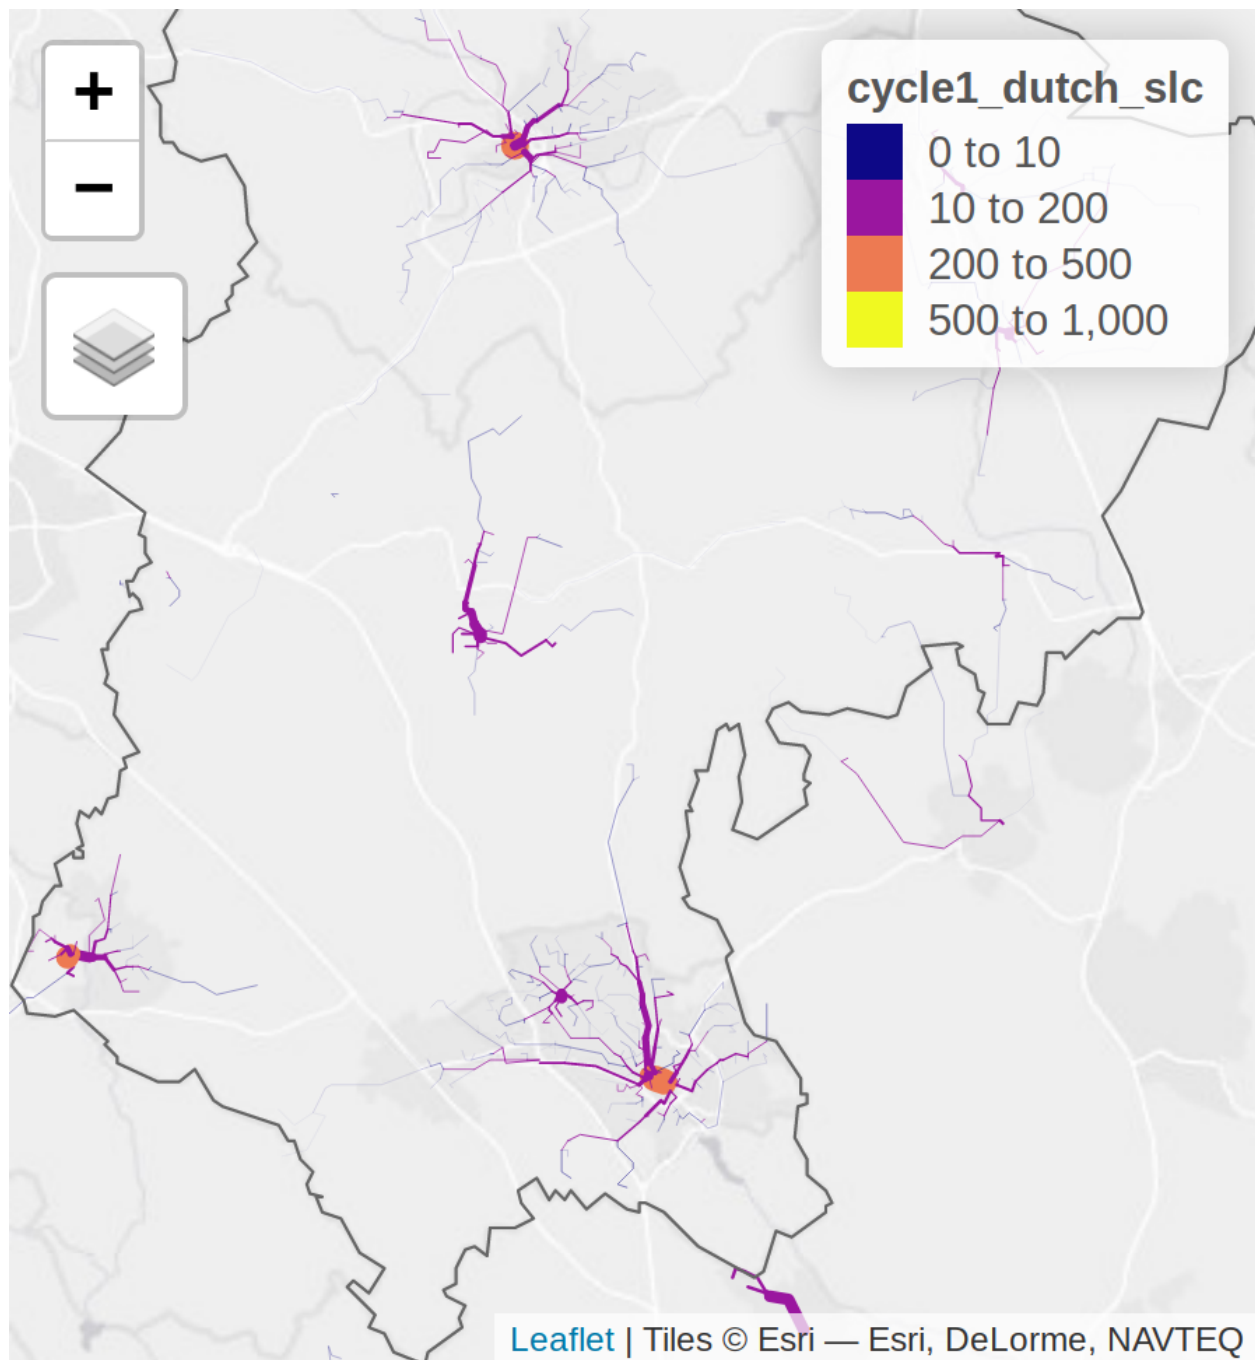 +
−
cycle1_dutch_slc
0 to 10
10 to 200
200 to 500
500 to 1,000
Leaflet | Tiles © Esri — Esri, DeLorme, NAVTEQ